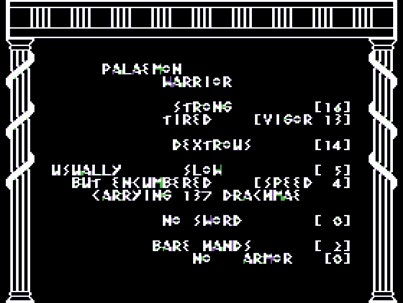 PALAEMON
WARRIOR
STRONG [16]
TIRED [VIGOR 13]
DEXTROUS [14]
USUALLY SLOW [ 5]
BUT ENCUMBERED [SPEED 4]
CARRYING 137 DRACHMAE
NO SWORD [ 0]
BARE HANDS [ 2]
NO ARMOR [0]